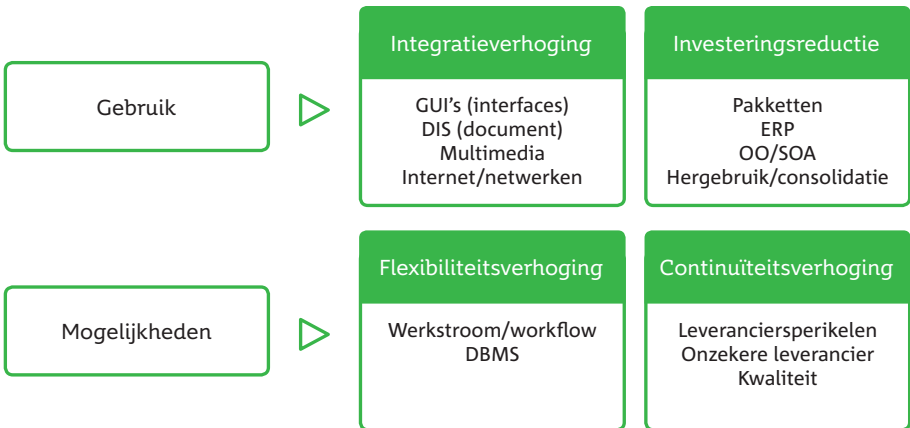 Gebruik
Integratieverhoging
GUI's (interfaces)
DIS (document)
Multimedia
Internet/netwerken
Investeringsreductie
Pakketten
ERP
OO/SOA
Hergebruik/consolidatie
Mogelijkheden
Flexibiliteitsverhoging
Werkstroom/workflow
DBMS
Continuïteitsverhoging
Leveranciersperikelen
Onzekere leverancier
Kwaliteit